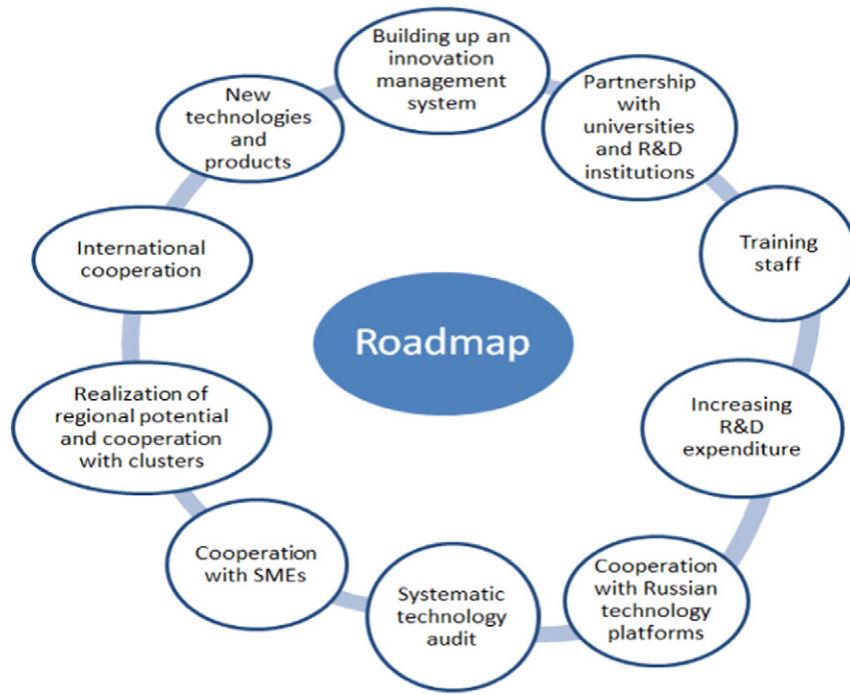 Building up an
innovation
management
system
Partnership
with
universities
and R&D
institutions
Training
staff
Increasing
R&D
expenditure
Cooperation
with Russian
technology
platforms
Systematic
technology
audit
Cooperation
with SMEs
Realization of
regional potential
and cooperation
with clusters
International
cooperation
New
technologies
and
products
Roadmap